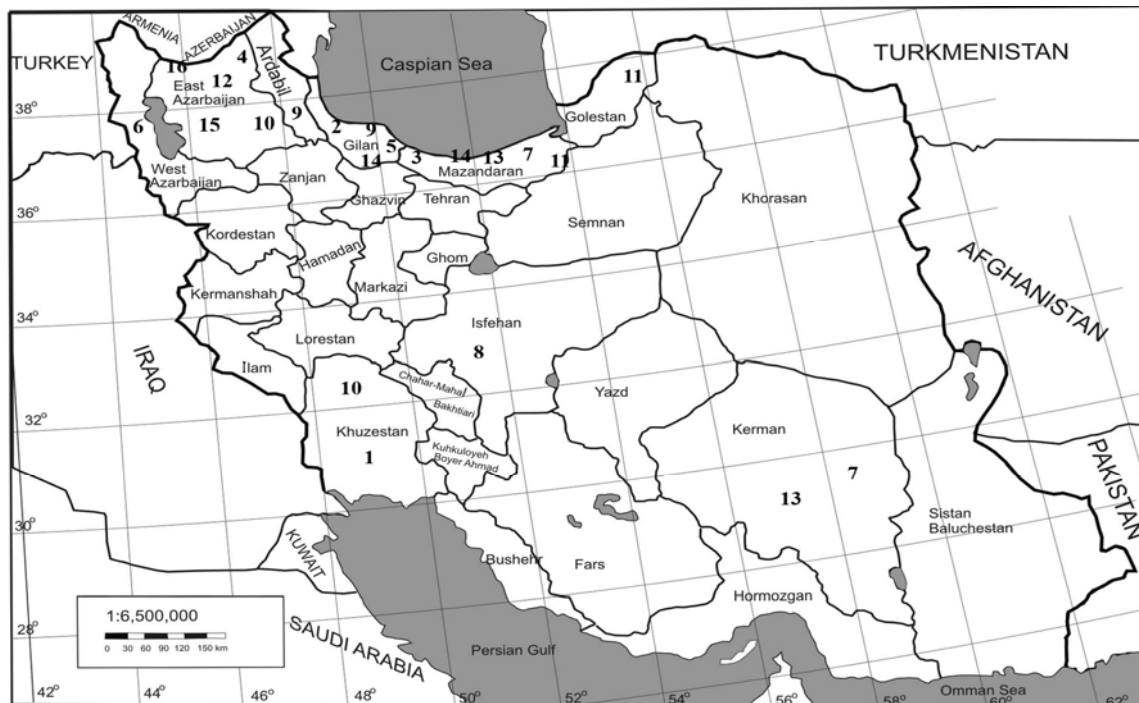 ARMENIA
AZERBAIJAN
TURKEY
TURKMENISTAN
Caspian Sea
16
4
East
12
Azarbaijan
Ardabil
11
Golestan
38°
6
15
10
9
2
9
Gilan
5
14
3
14
13
7
11
Mazandaran
West
Azarbaijan
Zanjan
Ghazvin
Tehran
Semnan
Khorasan
36°
Kordestan
Hamadan
Ghom
AFGHANISTAN
Kermanshah
Markazi
34°
Isfehan
8
Lorestan
IRAQ
Ilam
10
Chahar-Mahal
Bakhtiari
Yazd
32°
Khuzestan
Kerman
1
Kuhkuloyeh
Boyer Ahmad
7
13
PAKISTAN
30°
Sistan
Baluchestan
KUWAIT
Bushehr
Fars
Hormozgan
1:6,500,000
0 30 60 90 120 150 km
28°
SAUDI ARABIA
Persian Gulf
Omman Sea
42°
44°
46°
48°
50°
52°
54°
56°
58°
60°
62°